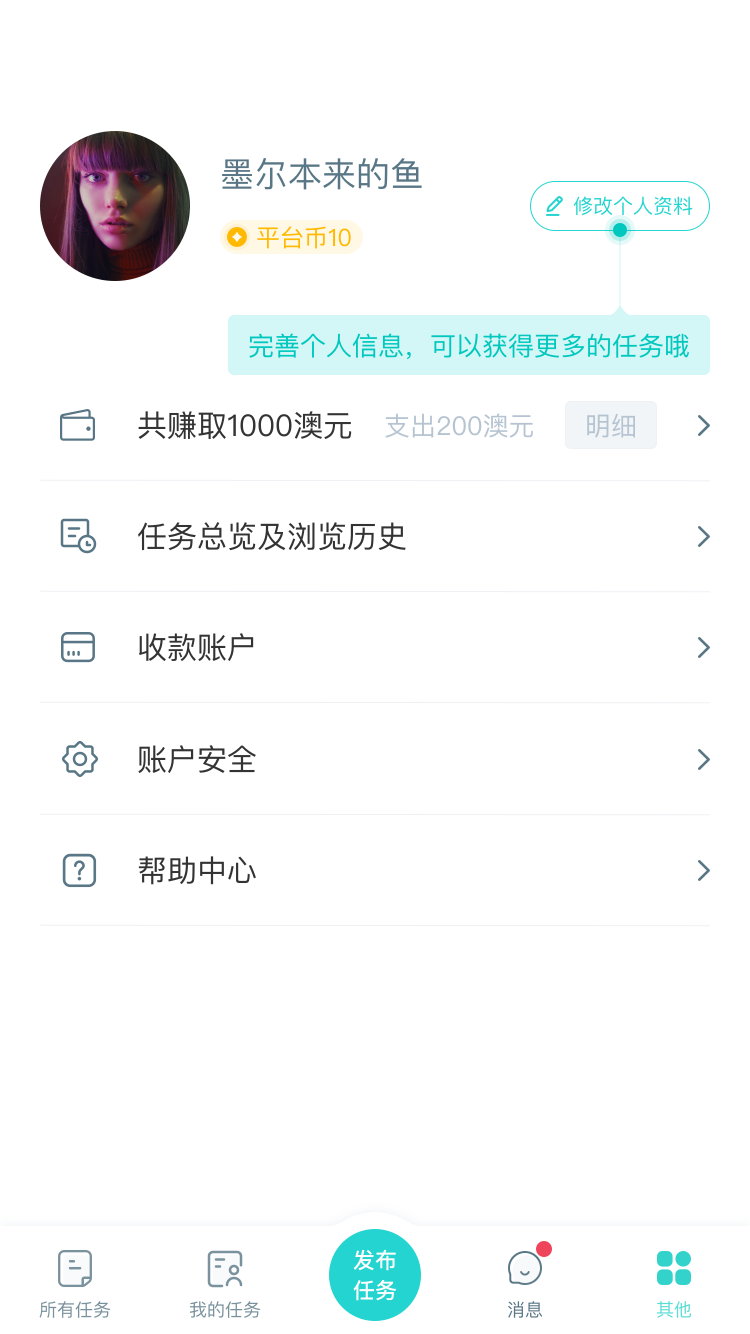 墨尔本来的鱼
修改个人资料
平台币10
完善个人信息，可以获得更多的任务哦
共赚取1000澳元 支出200澳元 明细
任务总览及浏览历史
收款账户
账户安全
帮助中心
发布
任务
所有任务 我的任务 消息 其他